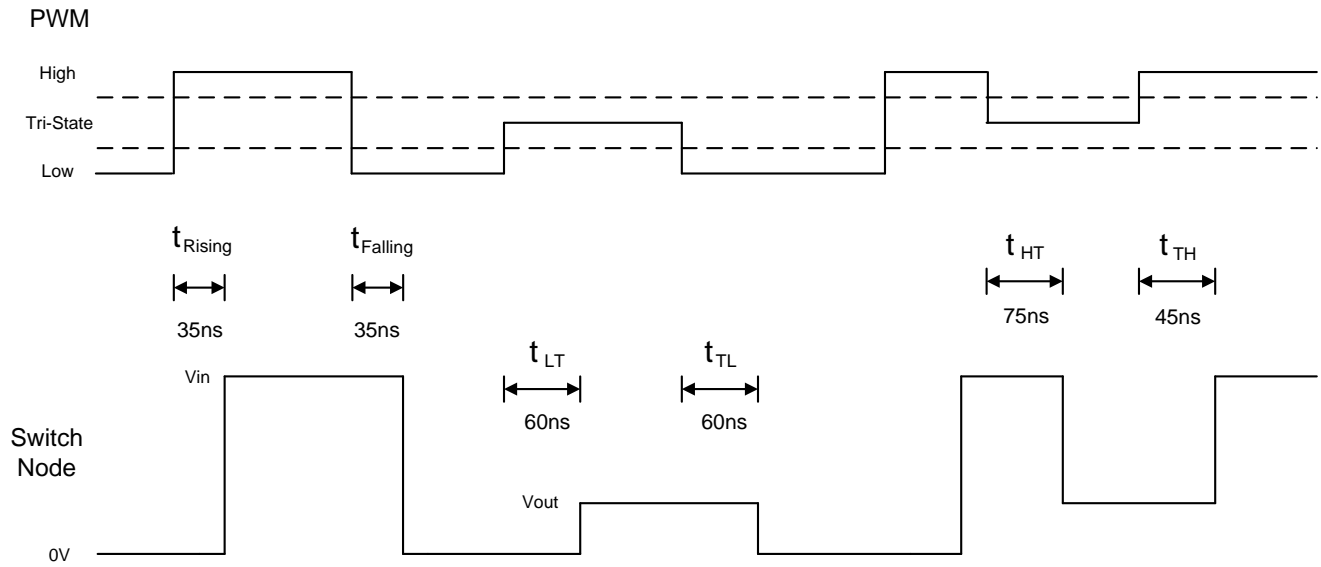 PWM
High
Tri-State
Low
tRising
tFalling
tHT
tTH
35ns
35ns
75ns
45ns
tLT
tTL
Vin
60ns
60ns
Switch
Node
Vout
0V